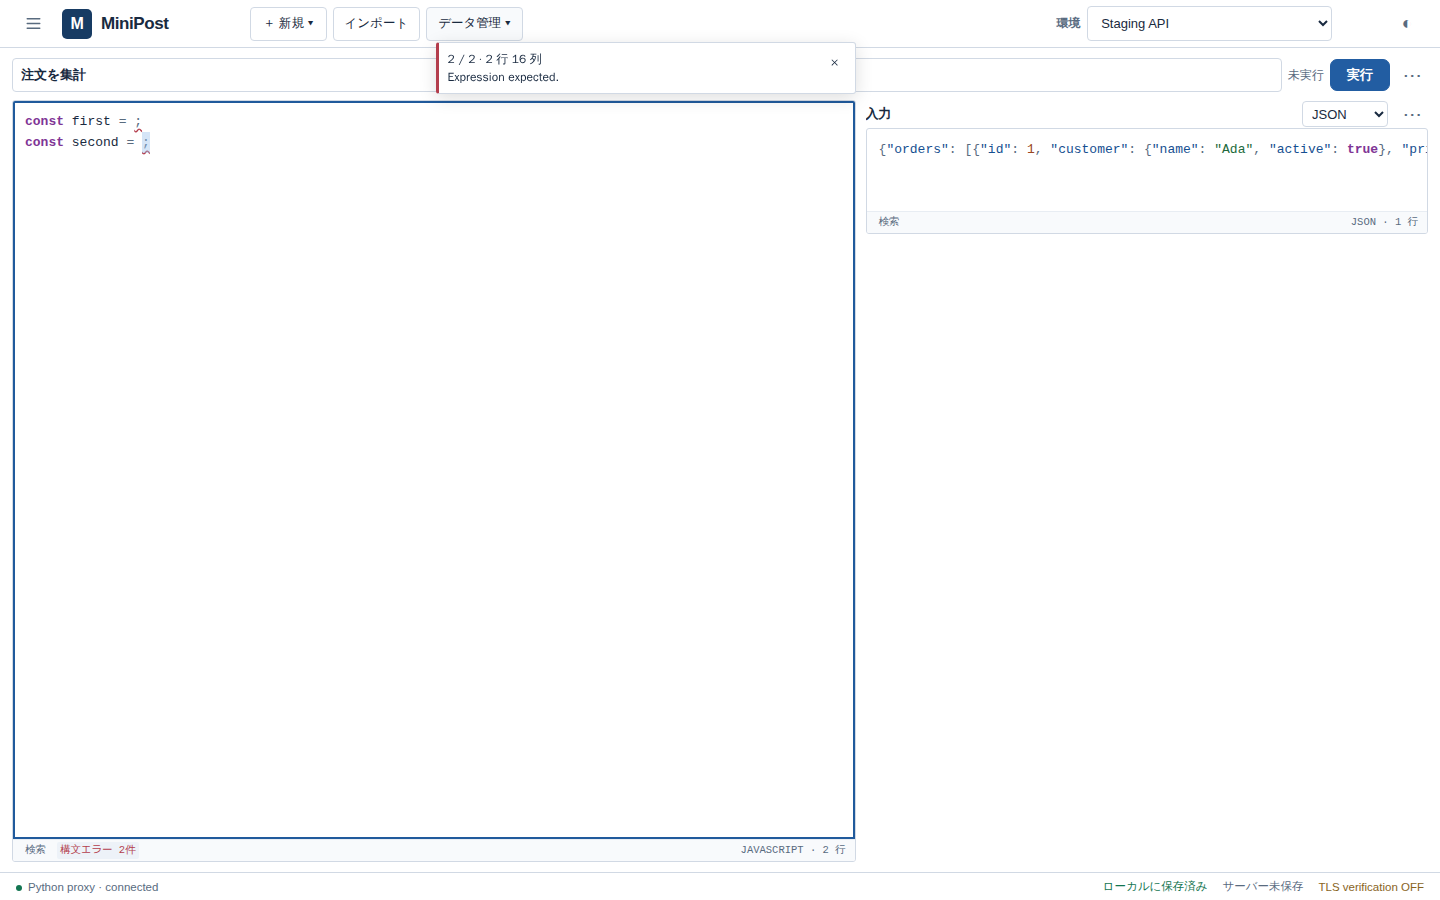 M MiniPost ＋ 新規 ▾ インポート データ管理 ▾ 環境 Staging API
注文を集計 未実行 実行 ···
2 / 2 · 2 行 16 列 ×
Expression expected.
const first = ;
const second = ;
検索 構文エラー 2件 JAVASCRIPT · 2 行
入力 JSON ···
{"orders": [{"id": 1, "customer": {"name": "Ada", "active": true}, "pr
検索 JSON · 1 行
Python proxy · connected ローカルに保存済み サーバー未保存 TLS verification OFF